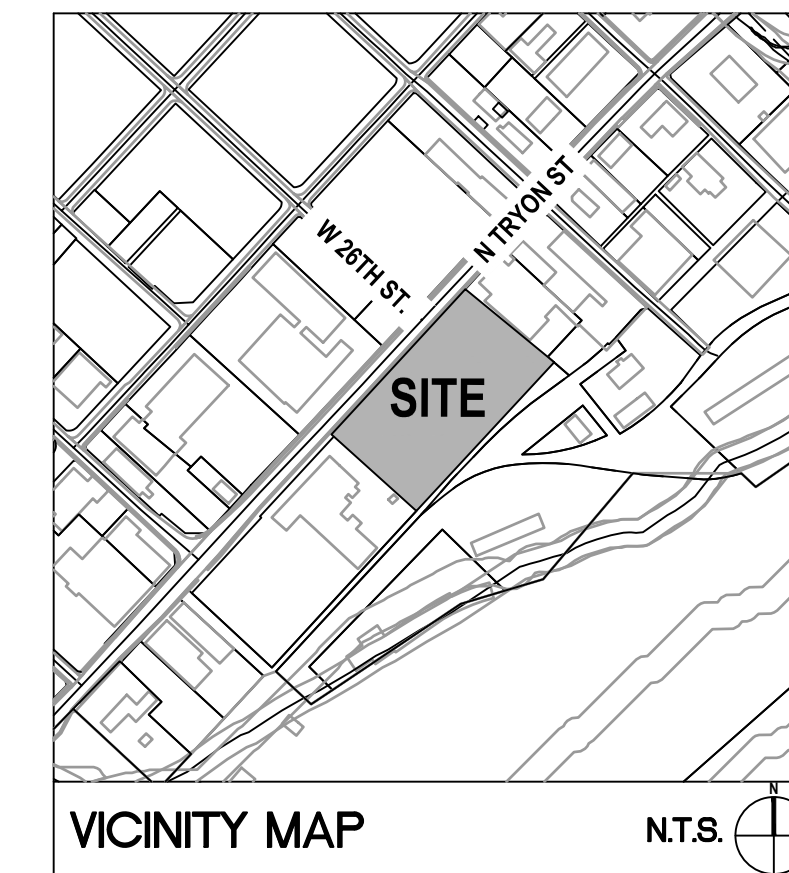 N TRYON ST
W 26TH ST.
SITE
VICINITY MAP
N.T.S.
N